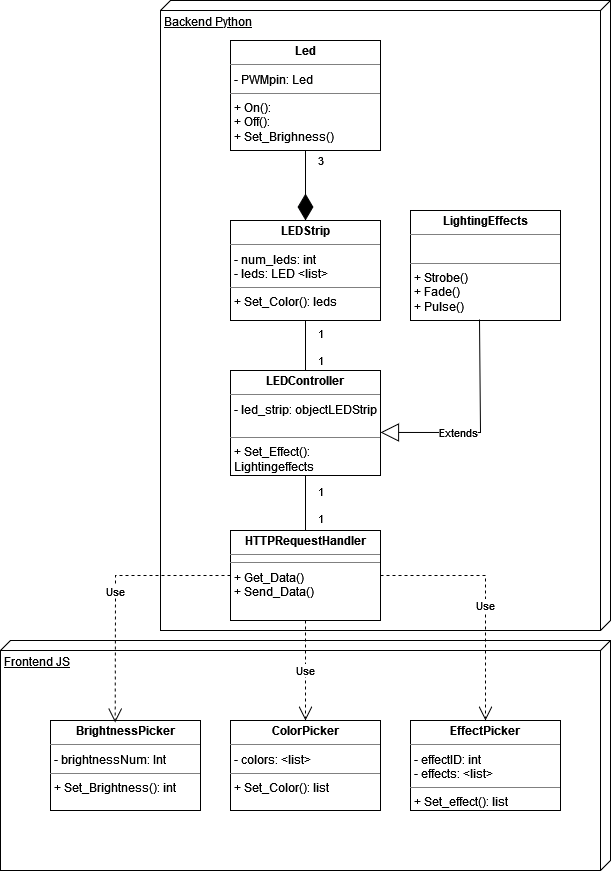 Backend Python
Led
- PWMpin: Led
+ On():
+ Off():
+ Set_Brighness()
3
LEDStrip
- num_leds: int
- leds: LED <list>
+ Set_Color(): leds
LightingEffects
+ Strobe()
+ Fade()
+ Pulse()
1
1
LEDController
- led_strip: objectLEDStrip
+ Set_Effect():
Lightingeffects
Extends
1
1
HTTPRequestHandler
+ Get_Data()
+ Send_Data()
Use
Use
Frontend JS
Use
BrightnessPicker
- brightnessNum: Int
+ Set_Brightness(): int
ColorPicker
- colors: <list>
+ Set_Color(): list
EffectPicker
- effectID: int
- effects: <list>
+ Set_effect(): list